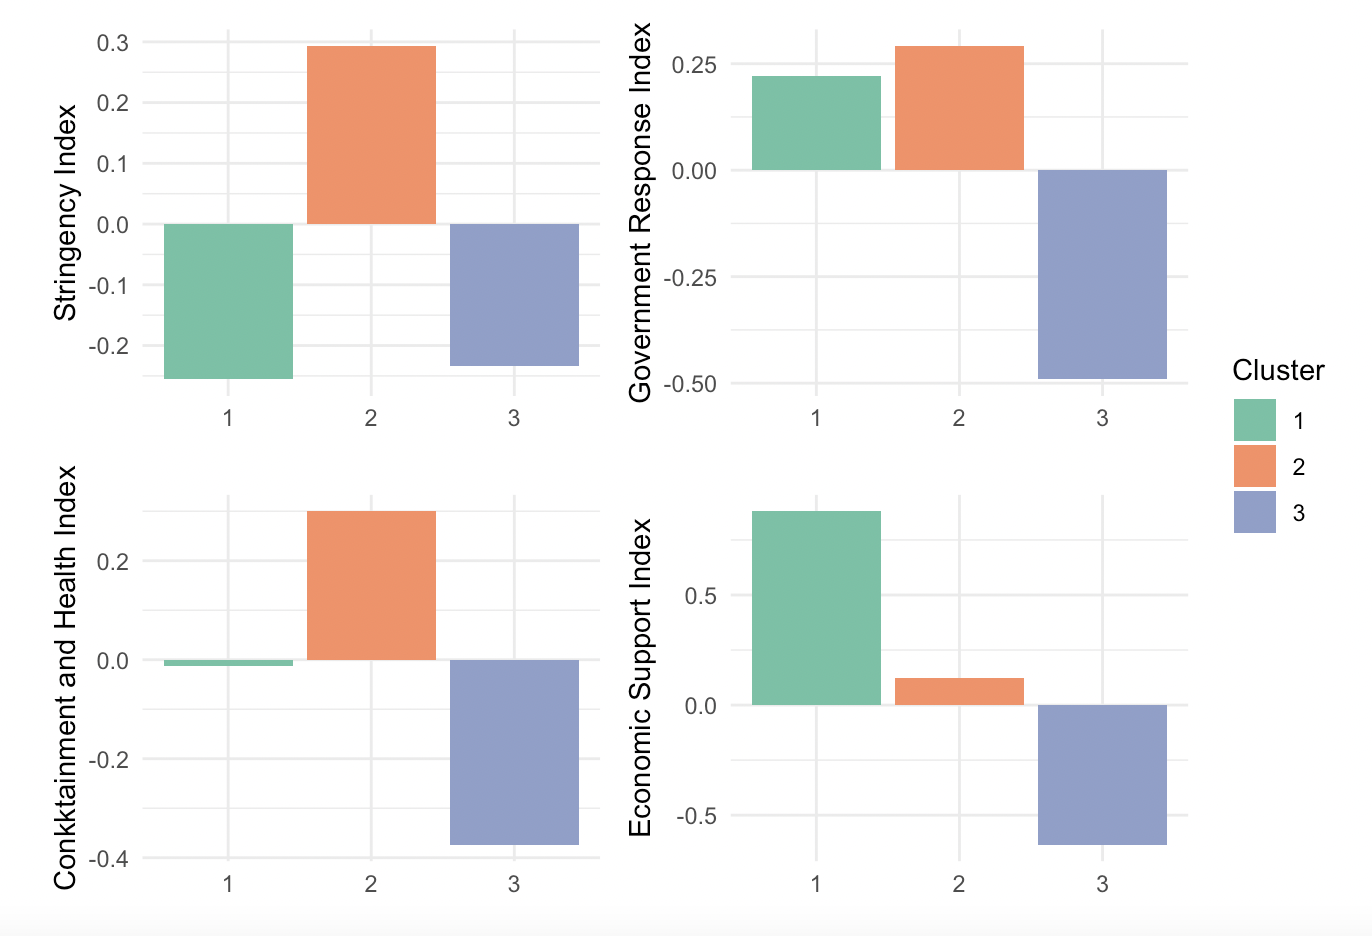 Stringency Index
0.3
0.2
0.1
0.0
-0.1
-0.2
1 2 3
Government Response Index
0.25
0.00
-0.25
-0.50
1 2 3
Conkktainment and Health Index
0.2
0.0
-0.2
-0.4
1 2 3
Economic Support Index
0.5
0.0
-0.5
1 2 3
Cluster
1
2
3